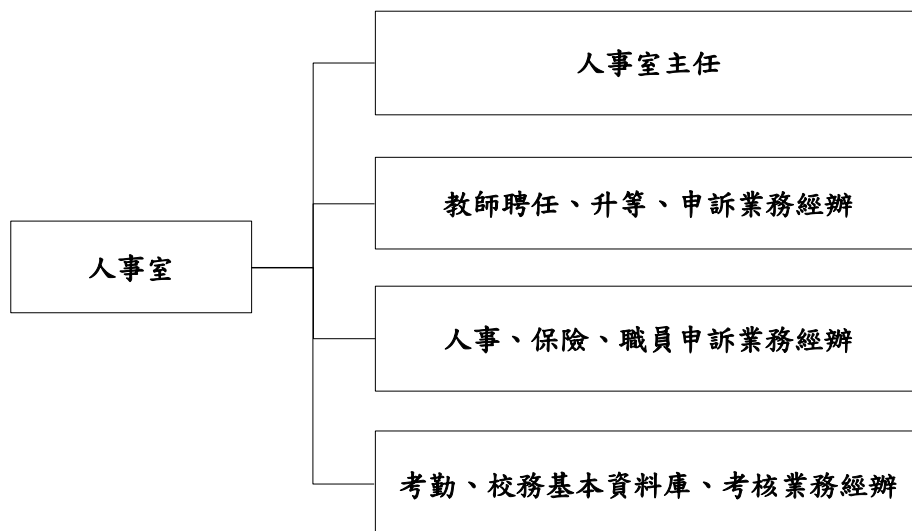 人事室
人事室主任
教師聘任、升等、申訴業務經辦
人事、保險、職員申訴業務經辦
考勤、校務基本資料庫、考核業務經辦